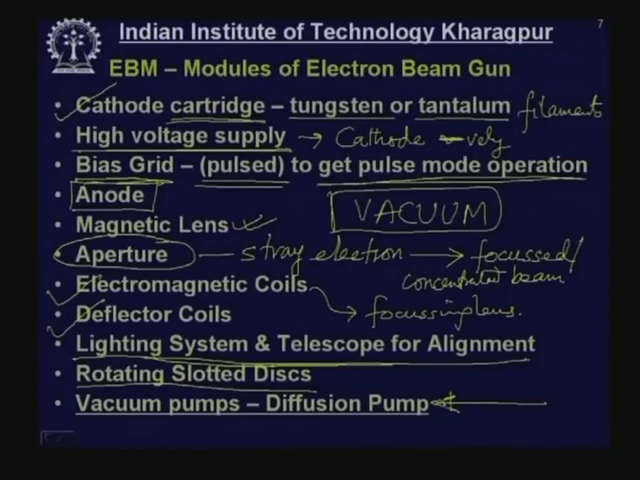 Indian Institute of Technology Kharagpur
7
EBM – Modules of Electron Beam Gun
• Cathode cartridge – tungsten or tantalum filaments
• High voltage supply → Cathode -vely
• Bias Grid – (pulsed) to get pulse mode operation
• Anode
VACUUM
• Magnetic Lens
• Aperture — stray electron → focussed/
concentrated beam
• Electromagnetic Coils
• Deflector Coils → focussing lens.
• Lighting System & Telescope for Alignment
• Rotating Slotted Discs
• Vacuum pumps – Diffusion Pump